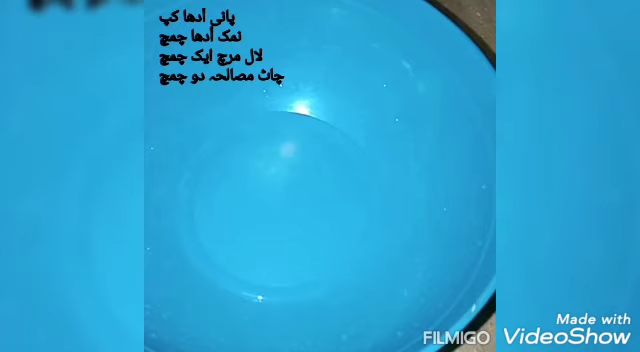 پانی آدھا کپ
نمک آدھا چمچ
لال مرچ ایک چمچ
چاٹ مصالحہ دو چمچ
FILMIGO
Made with
VideoShow